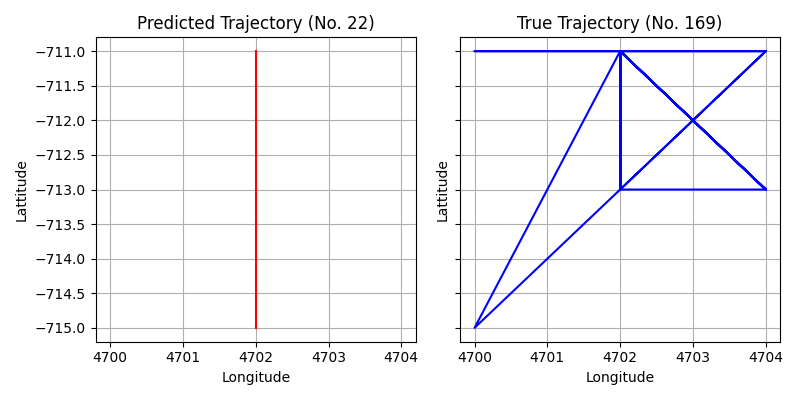 Predicted Trajectory (No. 22)
−711.0
−711.5
−712.0
−712.5
−713.0
−713.5
−714.0
−714.5
−715.0
Lattitude
4700 4701 4702 4703 4704
Longitude
True Trajectory (No. 169)
Lattitude
4700 4701 4702 4703 4704
Longitude